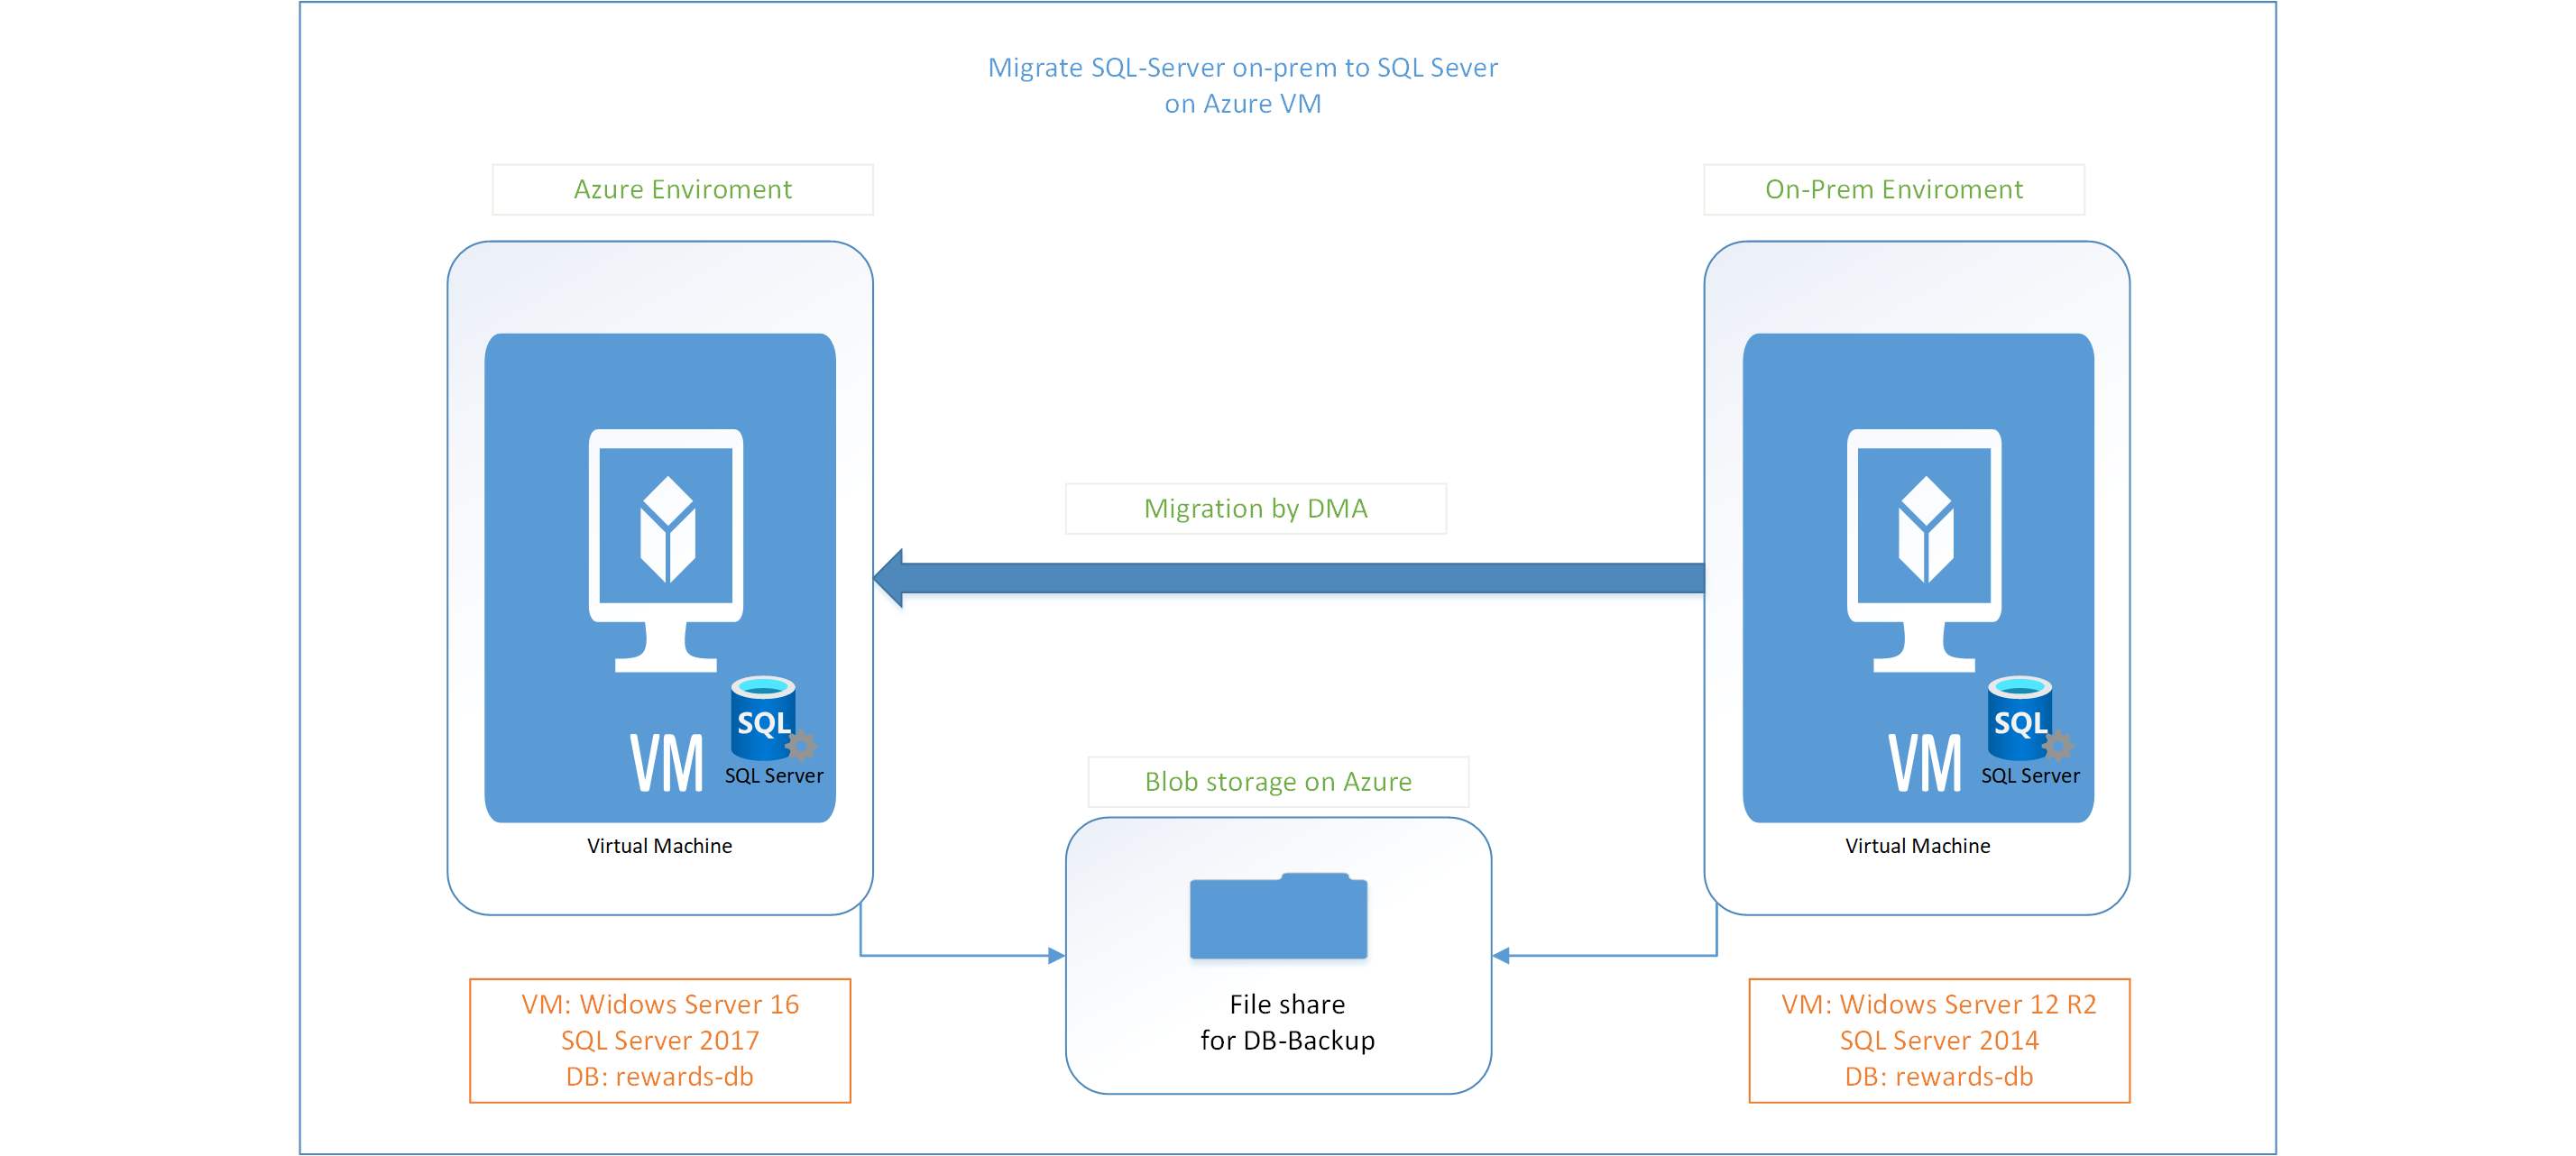 Migrate SQL-Server on-prem to SQL Sever
on Azure VM
Azure Enviroment
On-Prem Enviroment
Migration by DMA
SQL
VM
SQL Server
Virtual Machine
SQL
VM
SQL Server
Virtual Machine
Blob storage on Azure
File share
for DB-Backup
VM: Widows Server 16
SQL Server 2017
DB: rewards-db
VM: Widows Server 12 R2
SQL Server 2014
DB: rewards-db